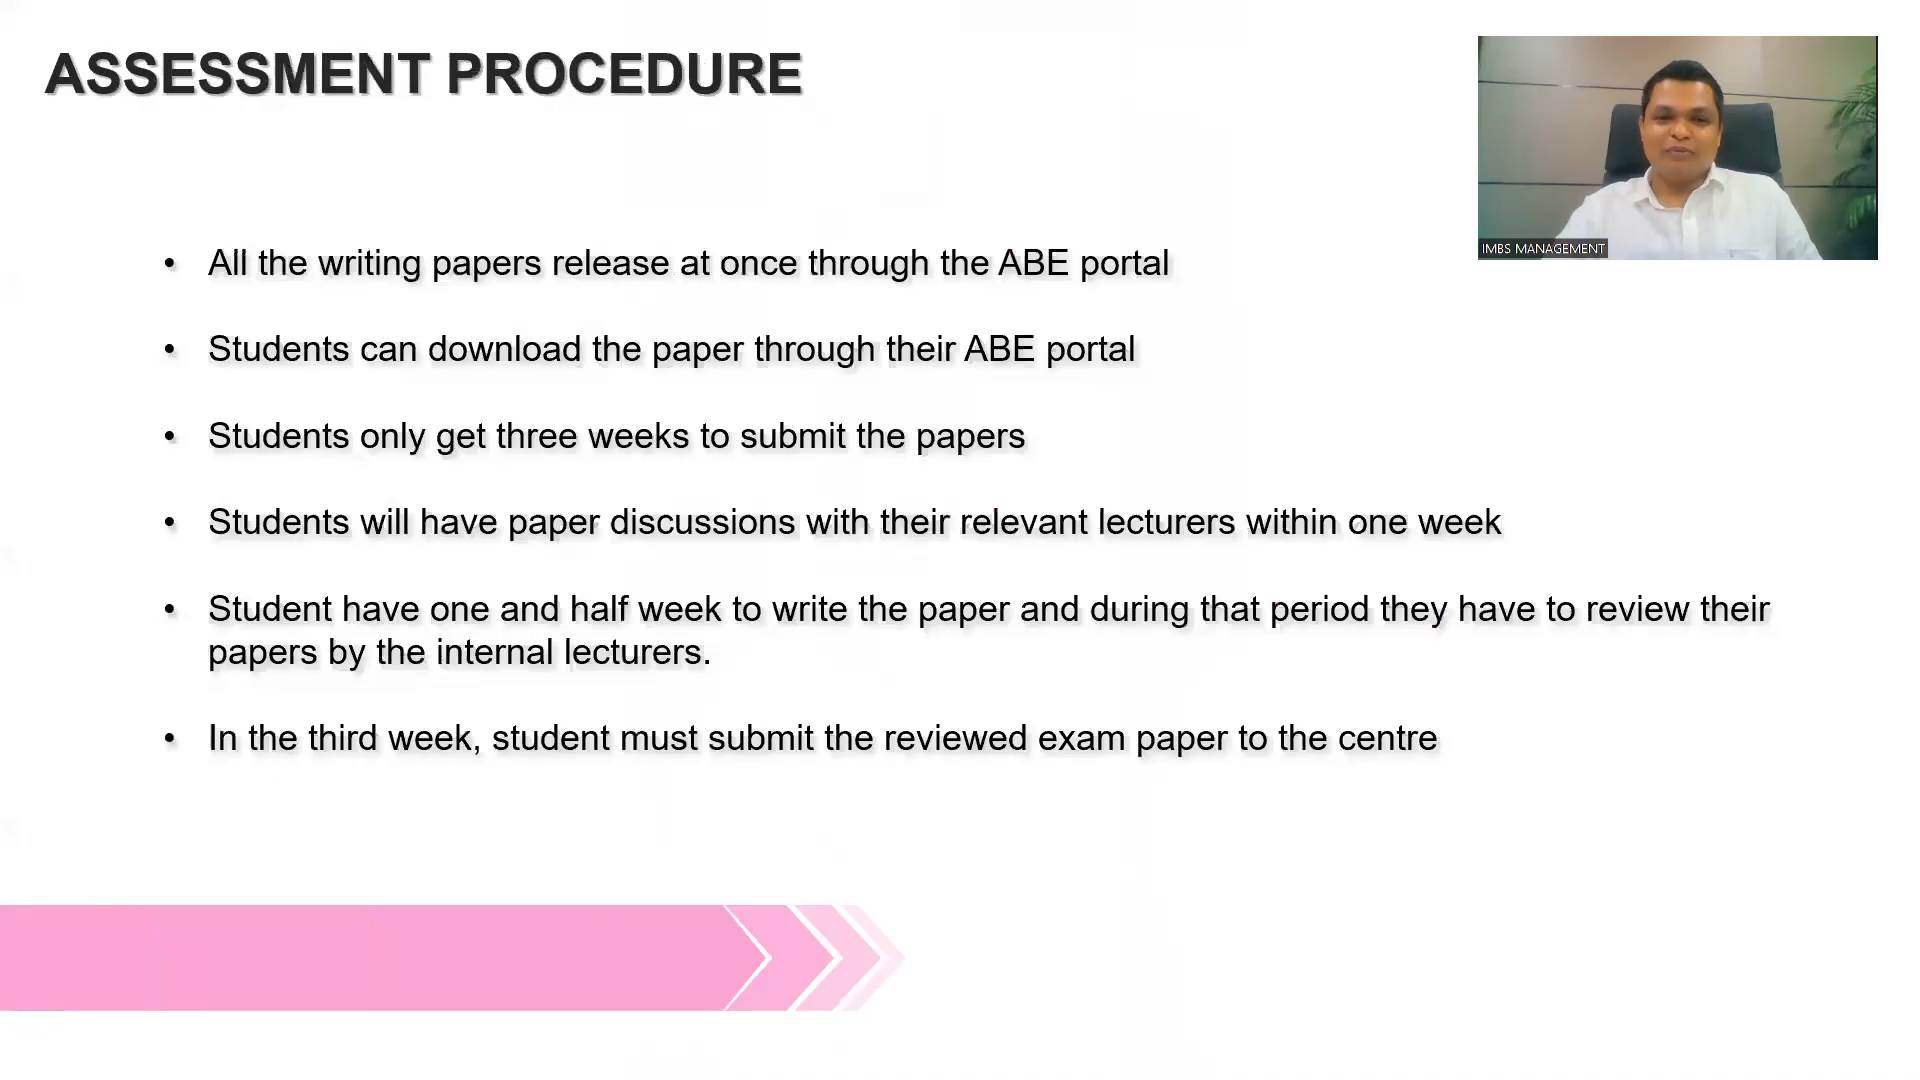 ASSESSMENT PROCEDURE
IMBS MANAGEMENT
• All the writing papers release at once through the ABE portal
• Students can download the paper through their ABE portal
• Students only get three weeks to submit the papers
• Students will have paper discussions with their relevant lecturers within one week
• Student have one and half week to write the paper and during that period they have to review their
papers by the internal lecturers.
• In the third week, student must submit the reviewed exam paper to the centre